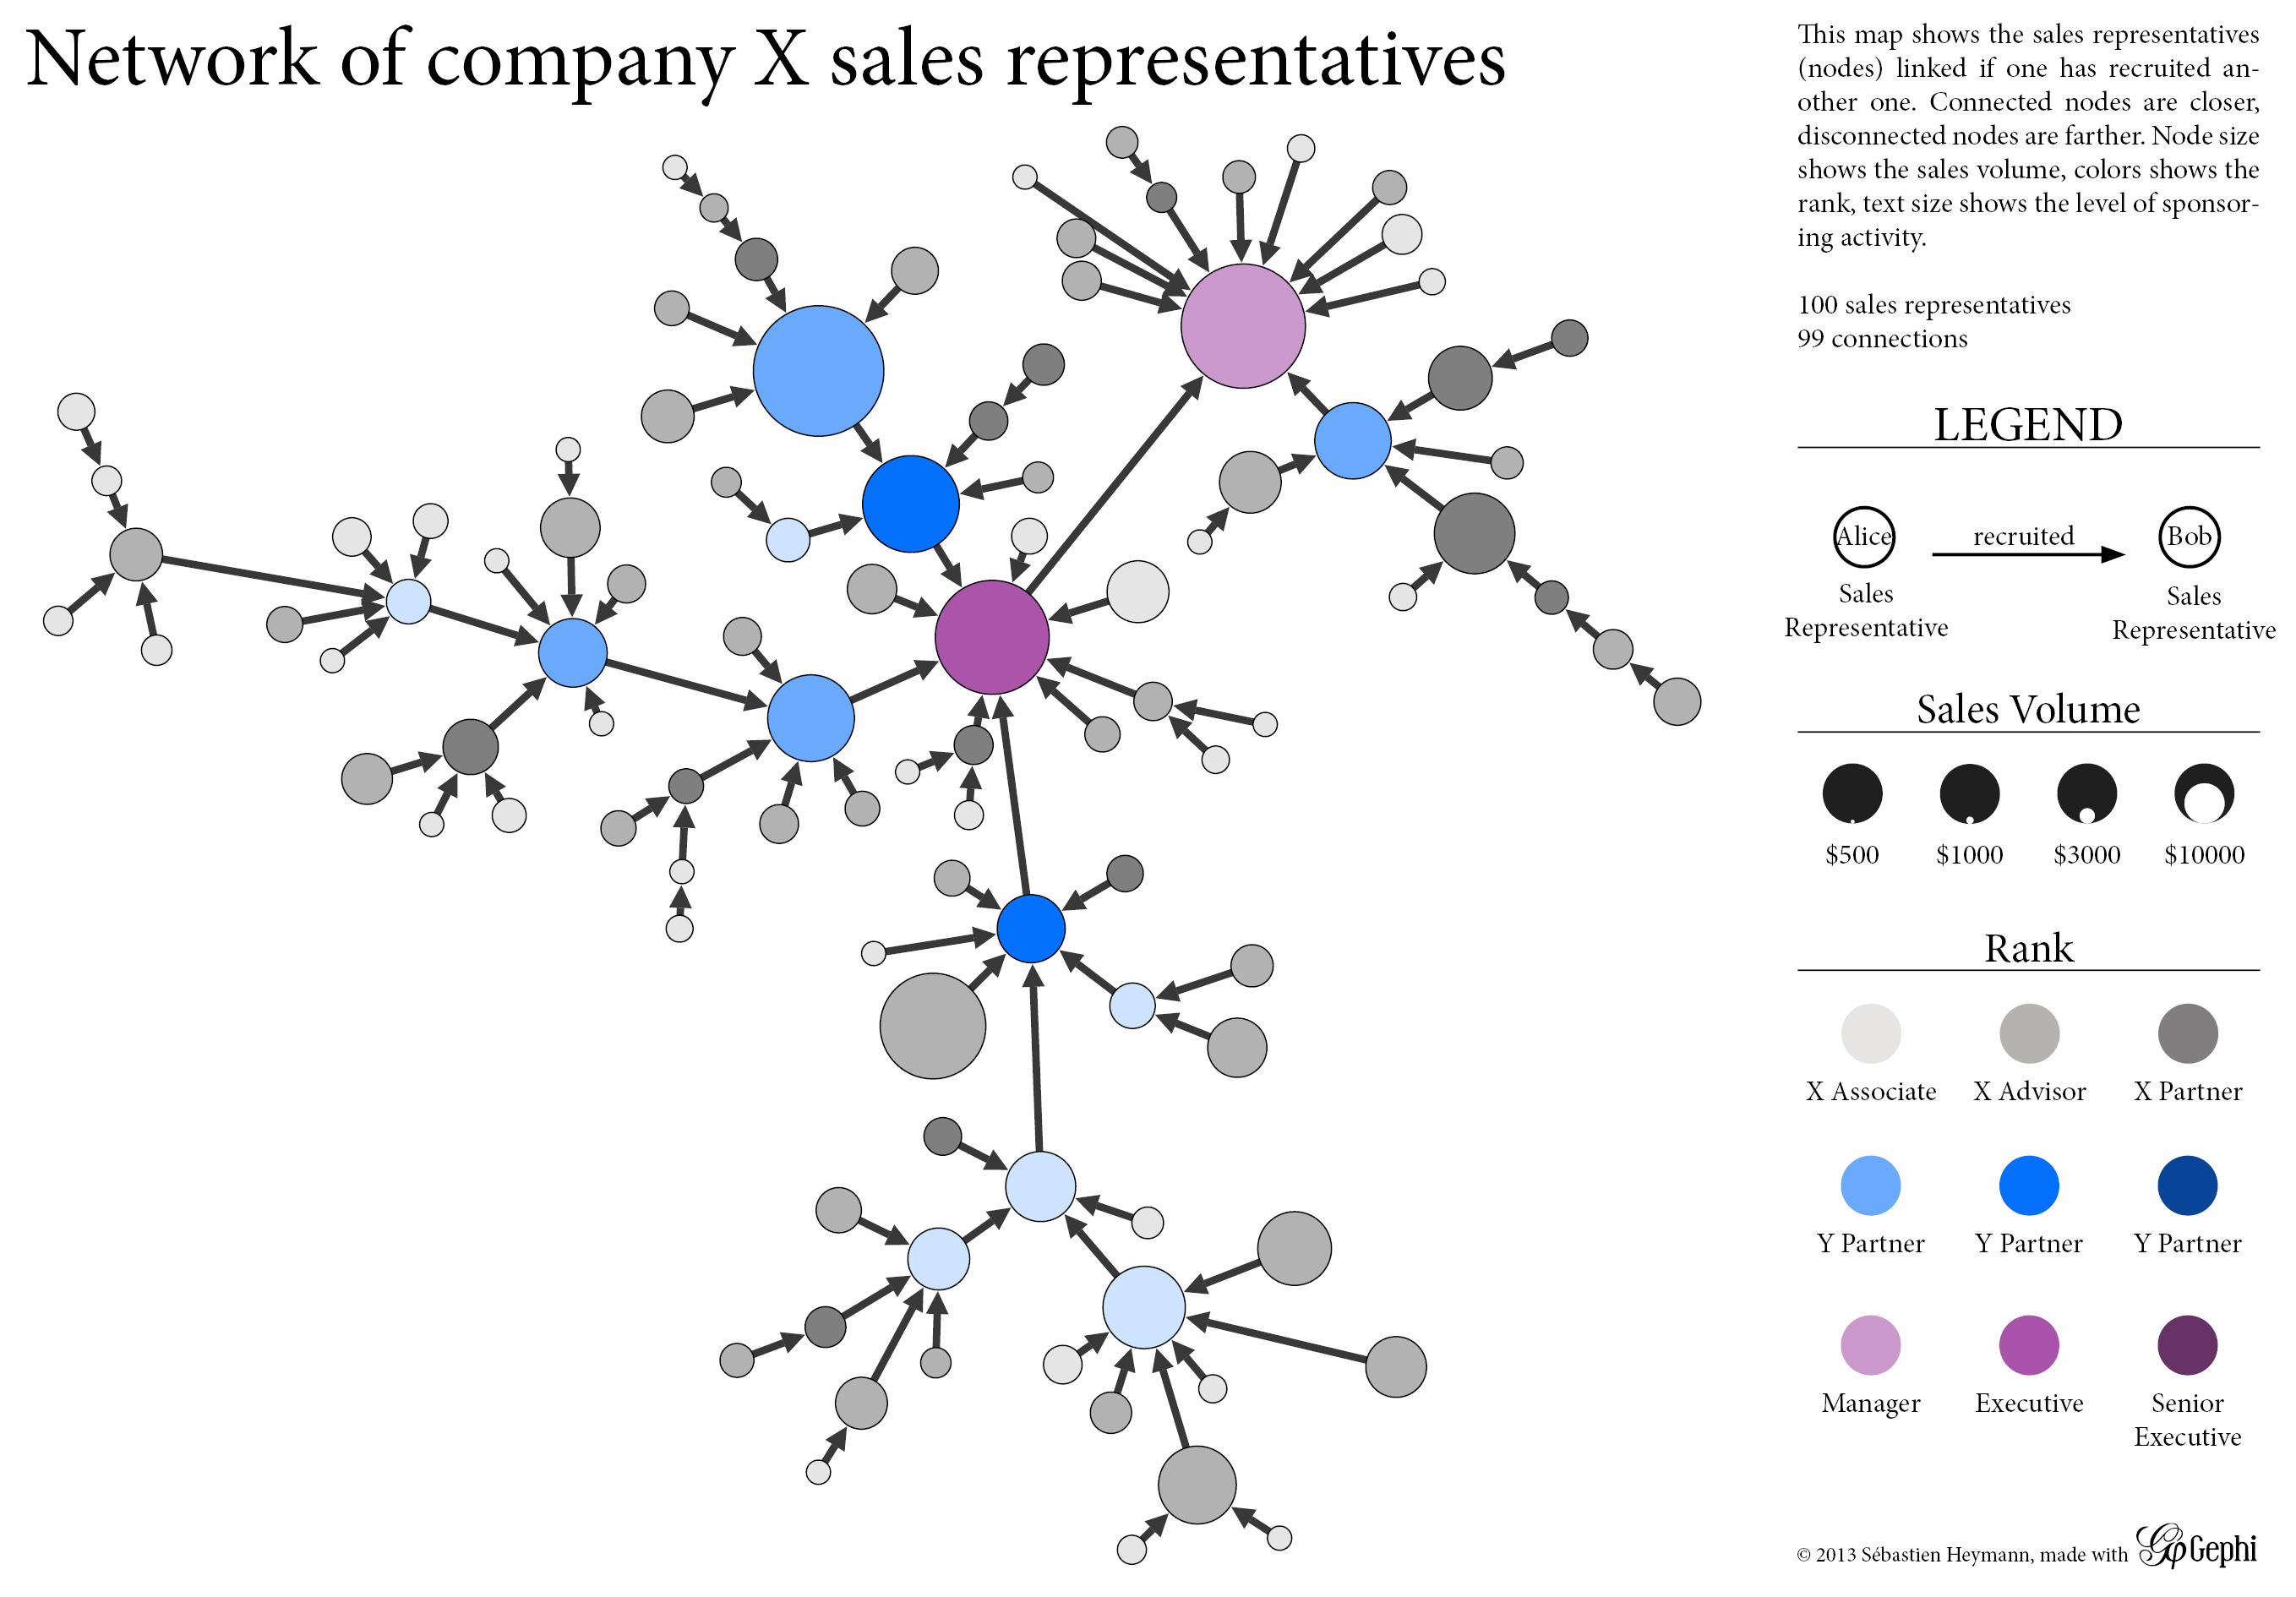 Network of company X sales representatives
This map shows the sales representatives
(nodes) linked if one has recruited an-
other one. Connected nodes are closer,
disconnected nodes are farther. Node size
shows the sales volume, colors shows the
rank, text size shows the level of sponsor-
ing activity.
100 sales representatives
99 connections
LEGEND
Alice recruited Bob
Sales
Representative
Sales
Representative
Sales Volume
$500 $1000 $3000 $10000
Rank
X Associate X Advisor X Partner
Y Partner Y Partner Y Partner
Manager Executive Senior
Executive
© 2013 Sébastien Heymann, made with Gephi